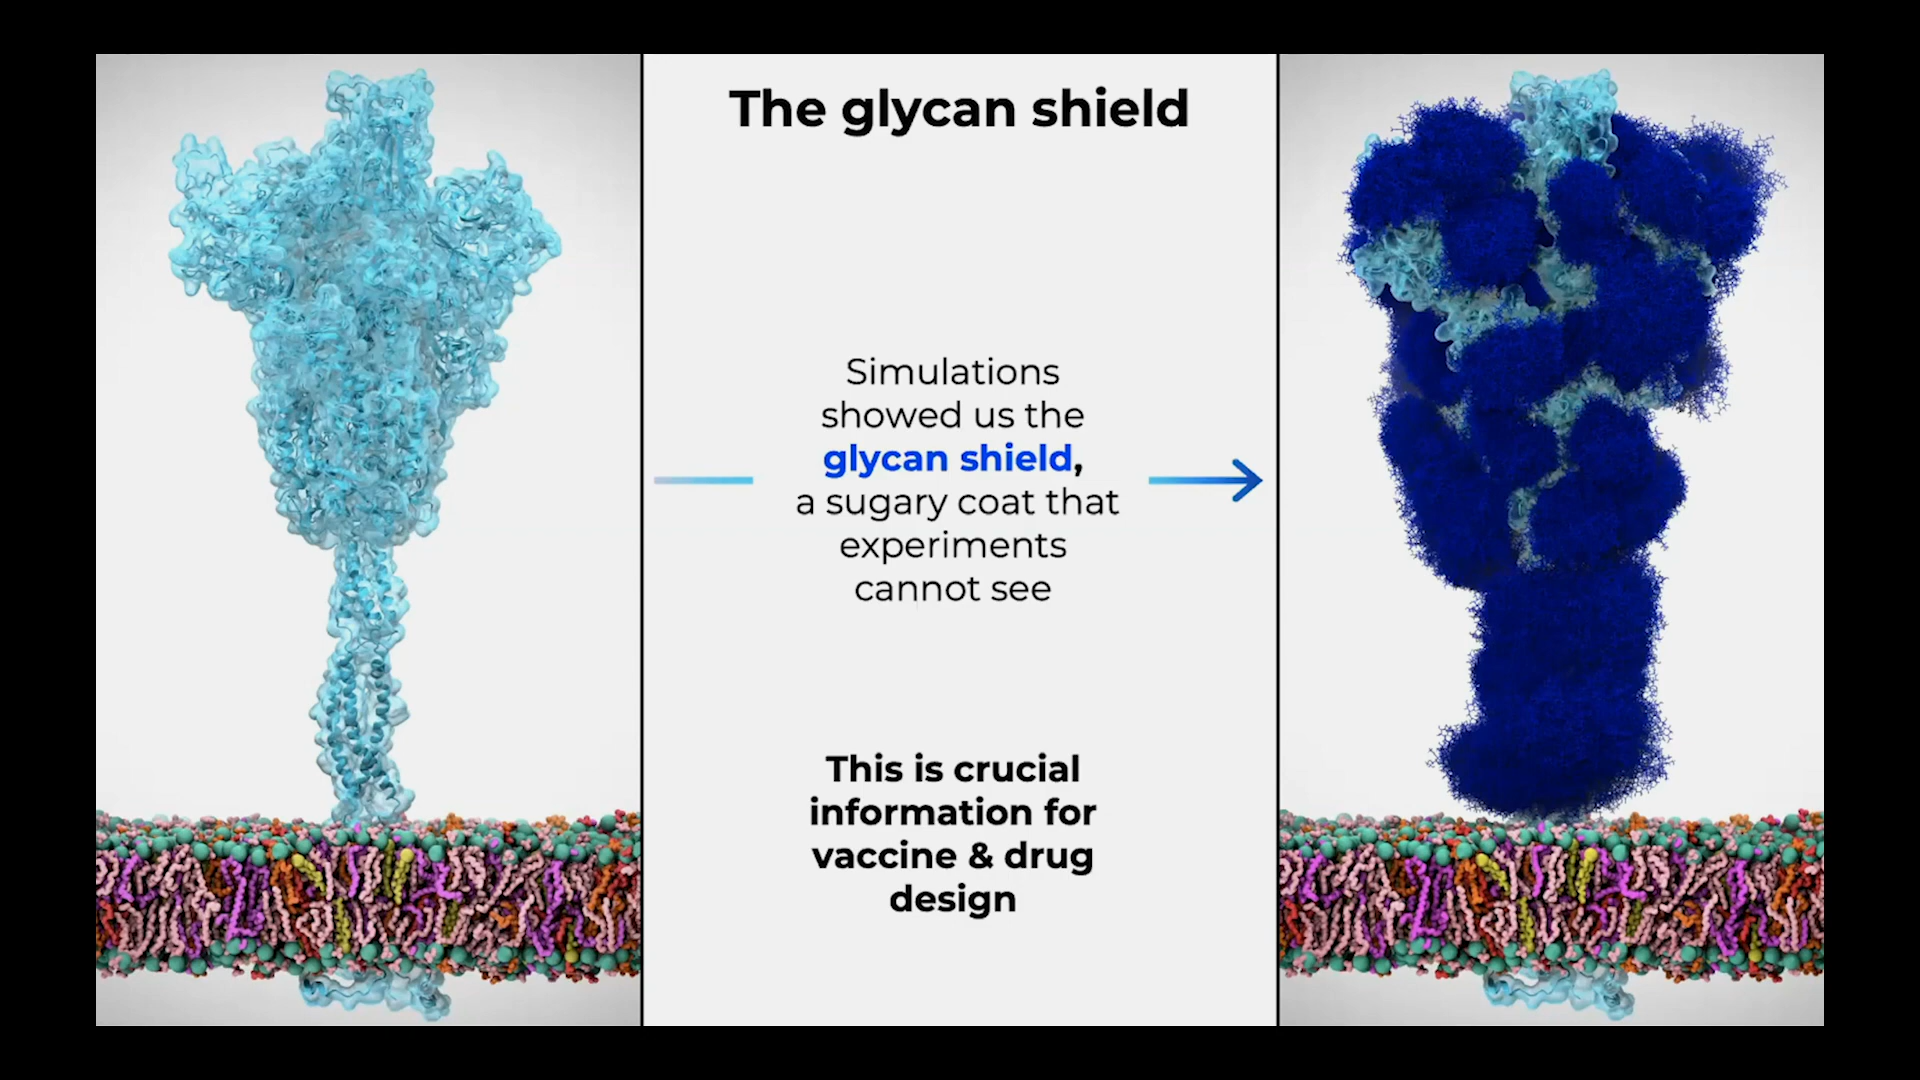 The glycan shield
Simulations
showed us the
glycan shield,
a sugary coat that
experiments
cannot see
This is crucial
information for
vaccine & drug
design